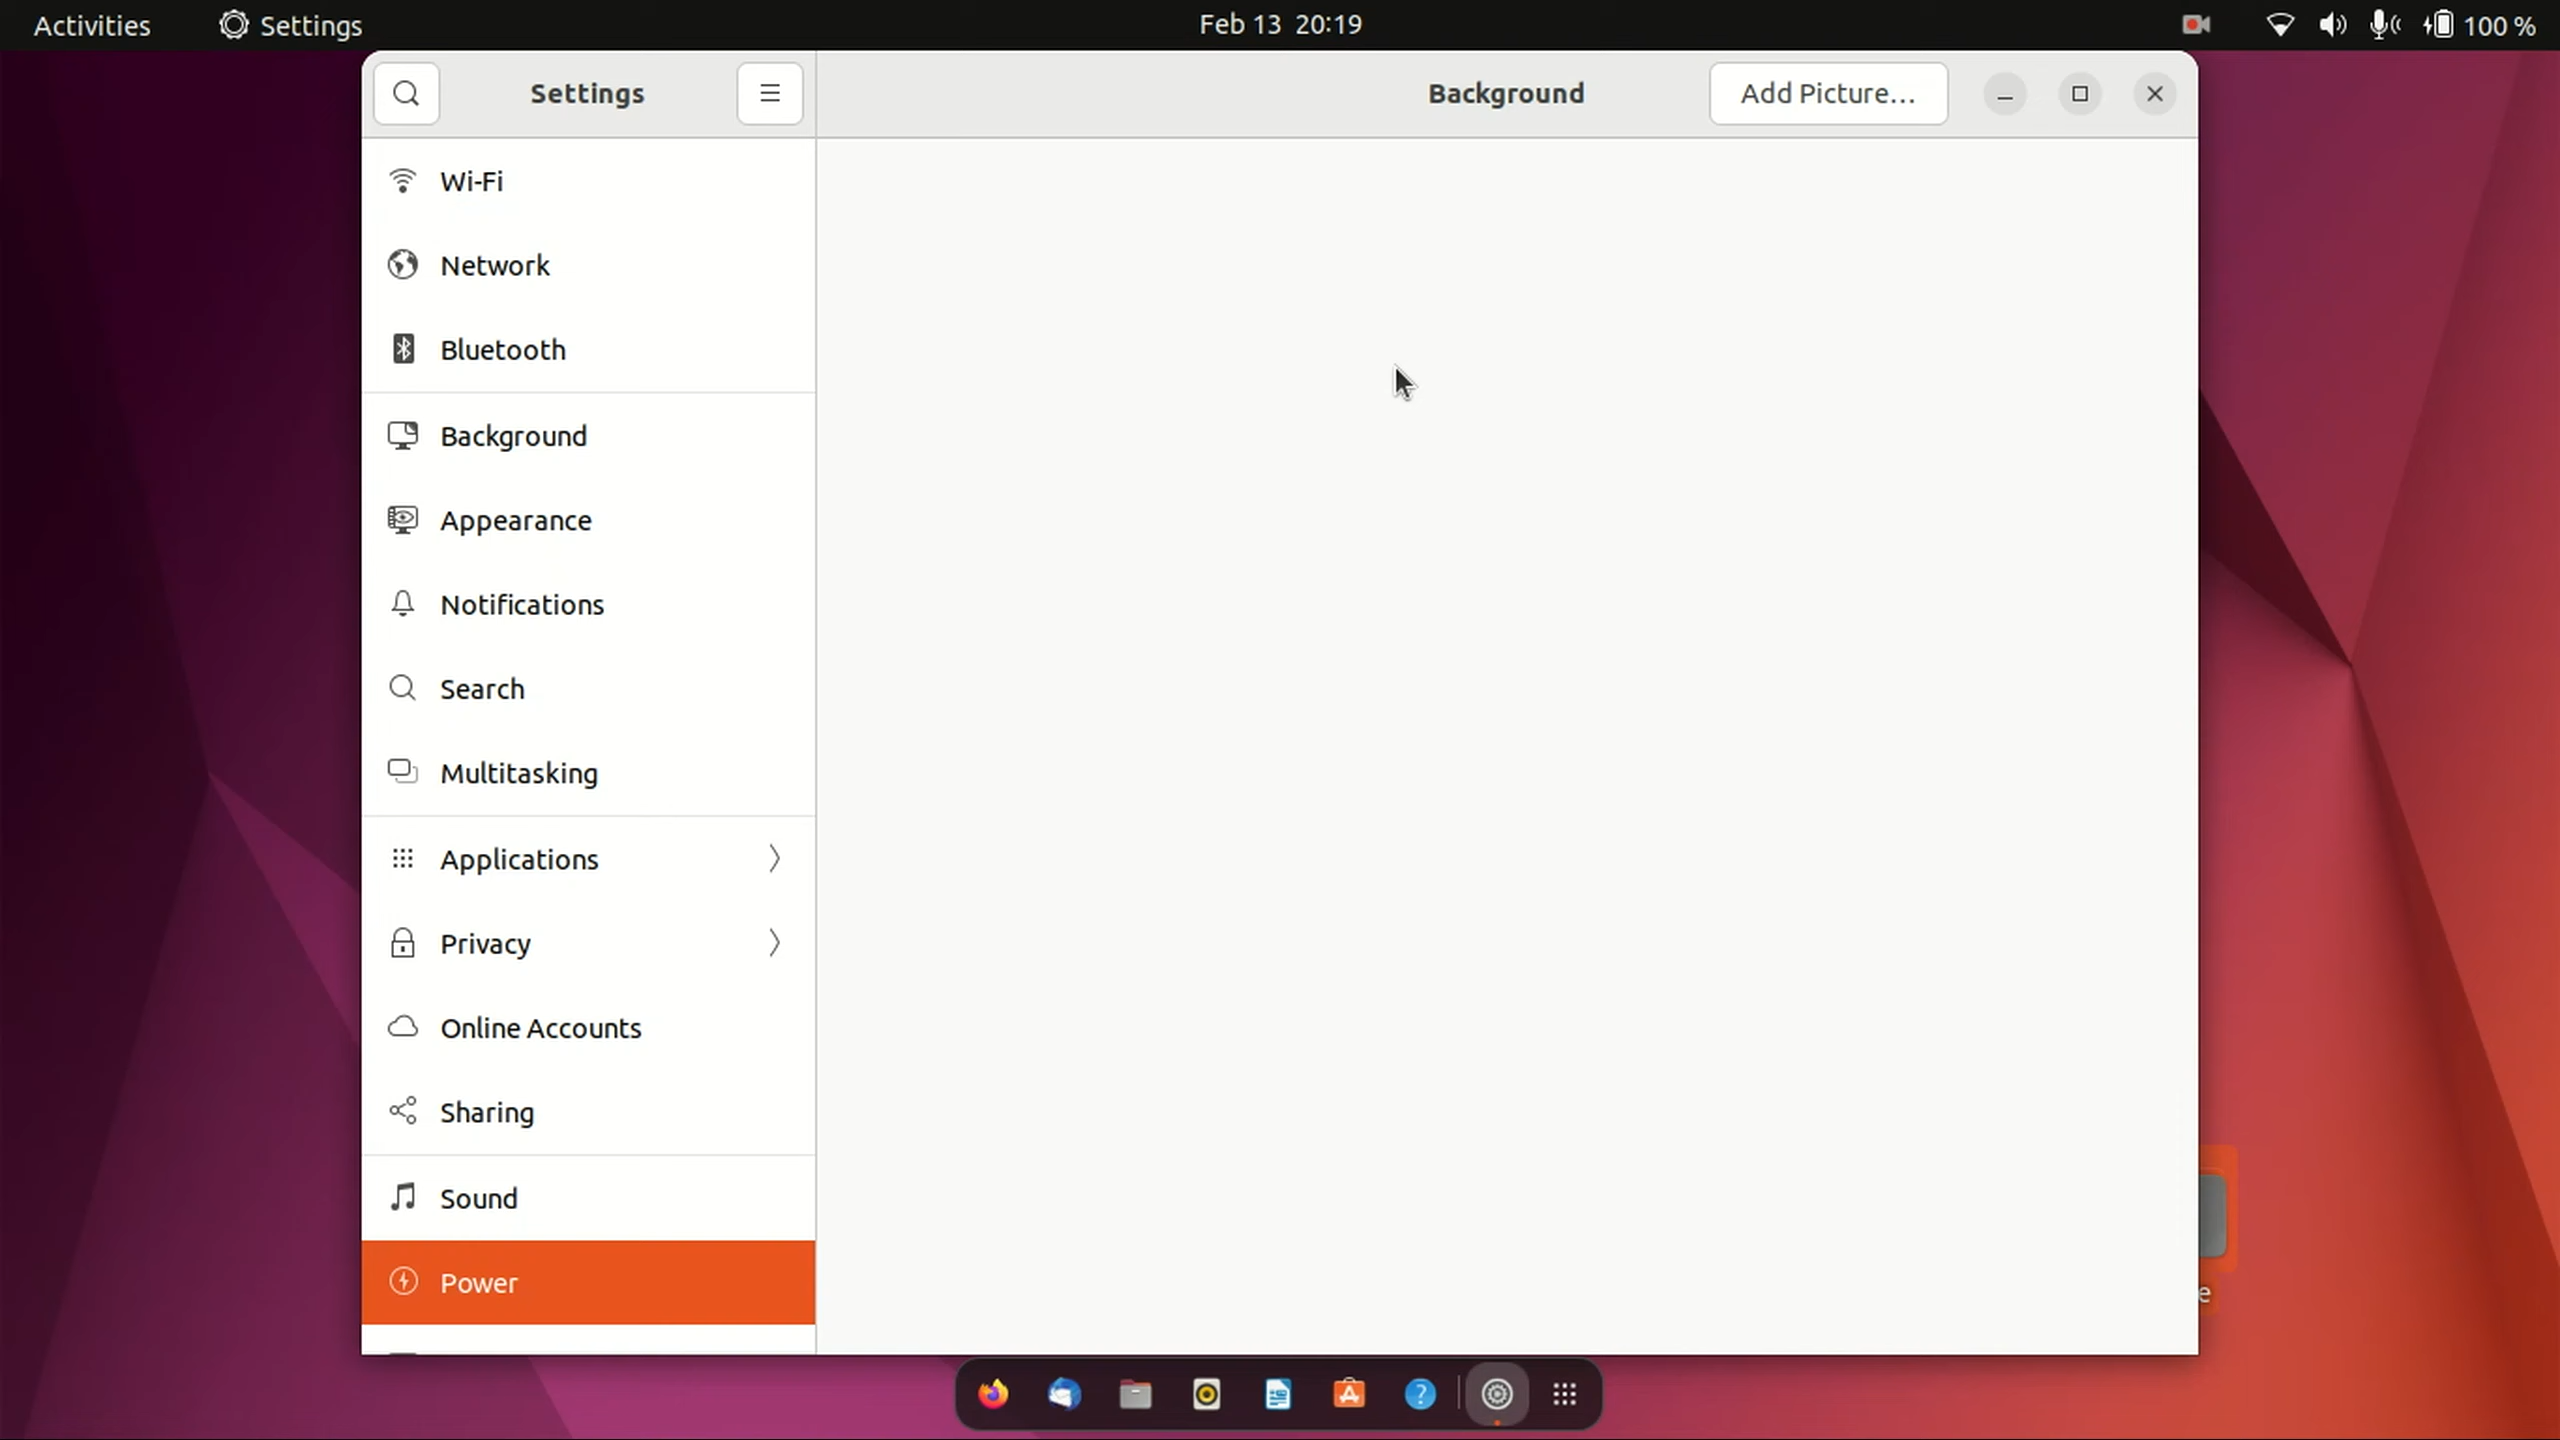 Activities
Settings
Feb 13 20:19
100 %
Settings
Background
Add Picture...
Wi-Fi
Network
Bluetooth
Background
Appearance
Notifications
Search
Multitasking
Applications
Privacy
Online Accounts
Sharing
Sound
Power
e